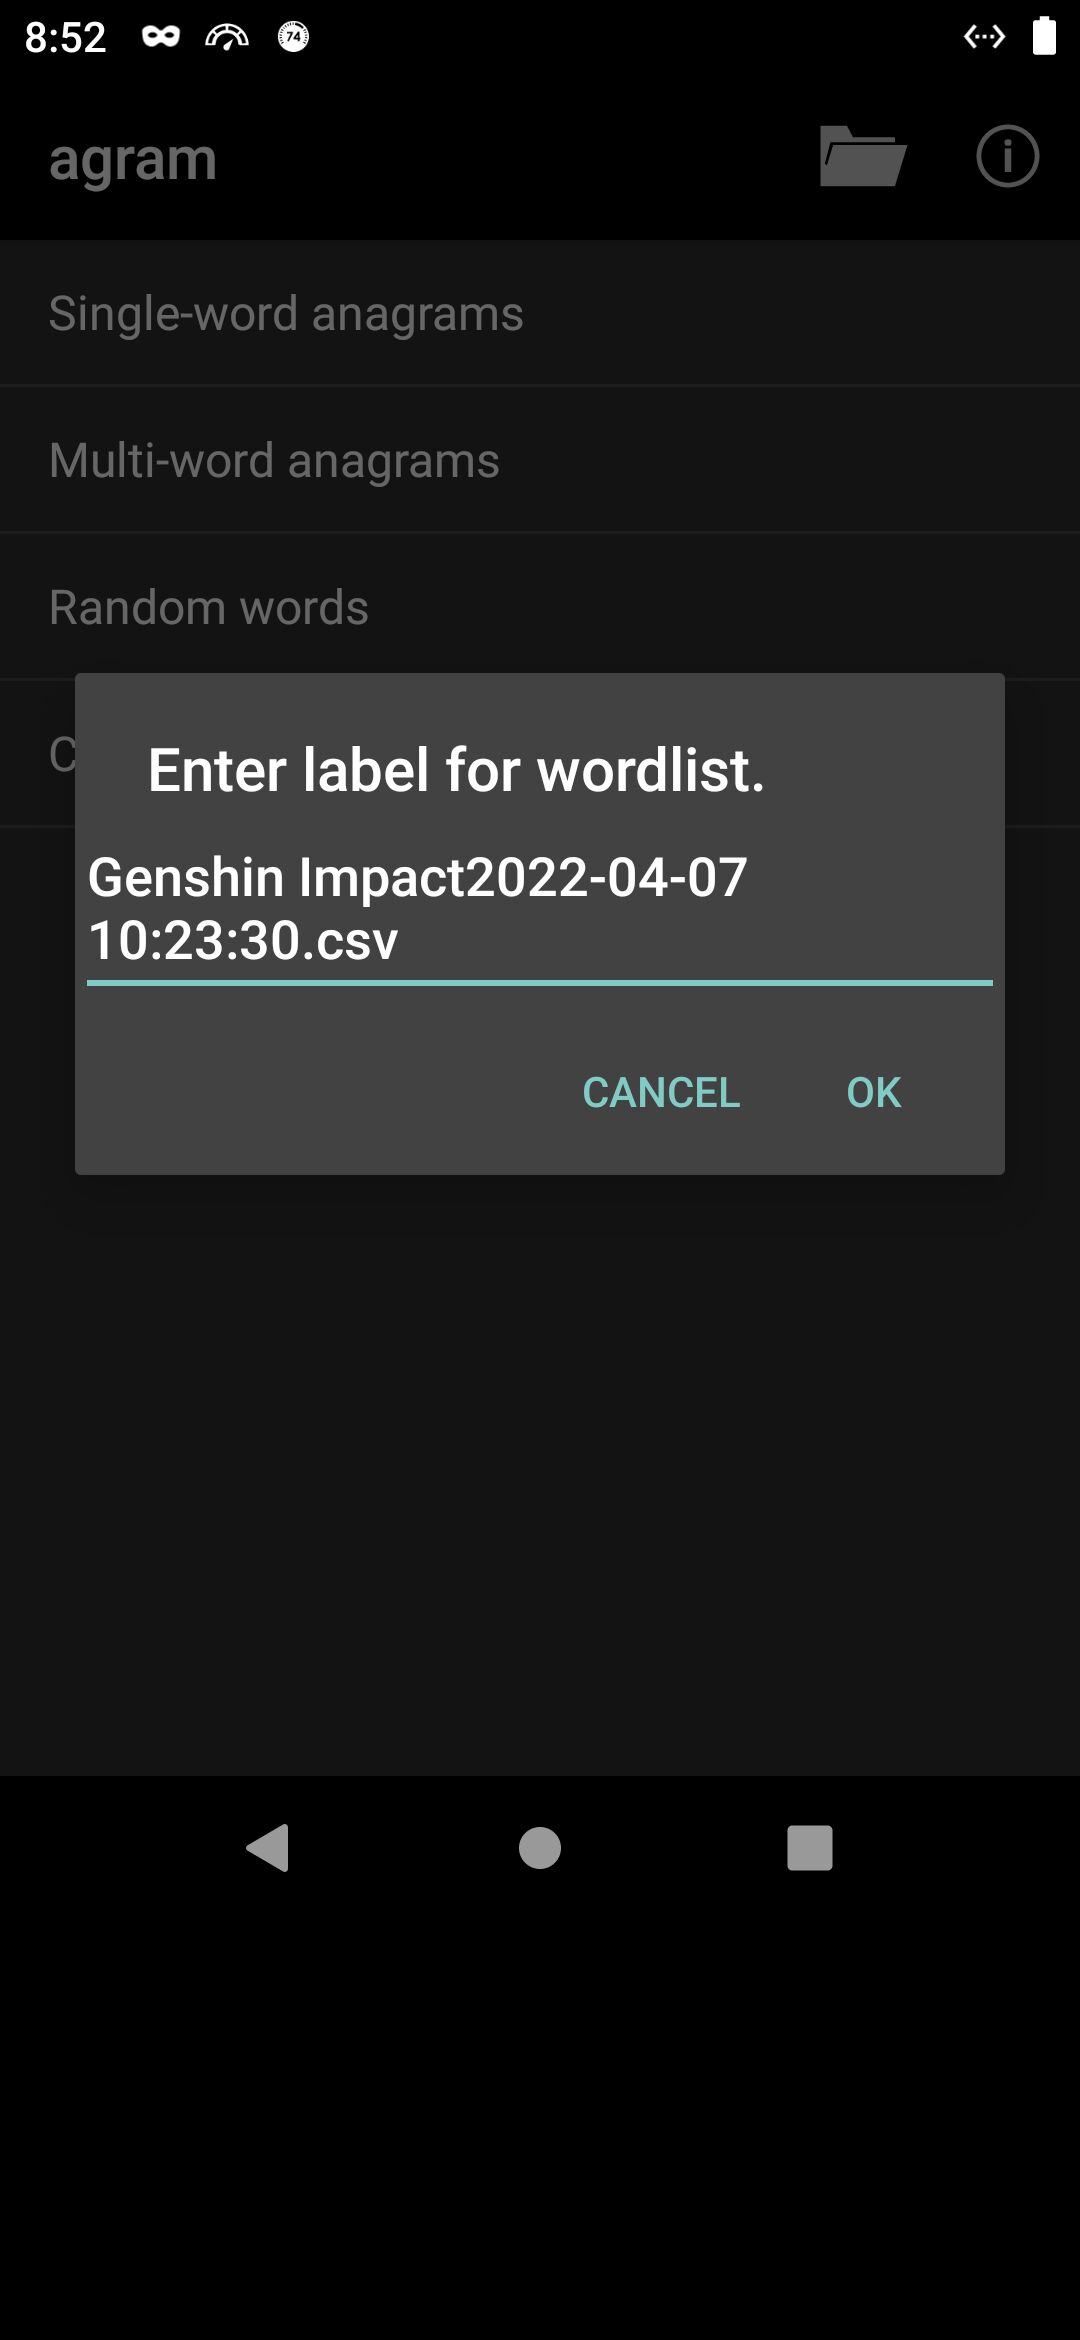 8:52
74
agram
Single-word anagrams
Multi-word anagrams
Random words
C
Enter label for wordlist.
Genshin Impact2022-04-07
10:23:30.csv
CANCEL
OK